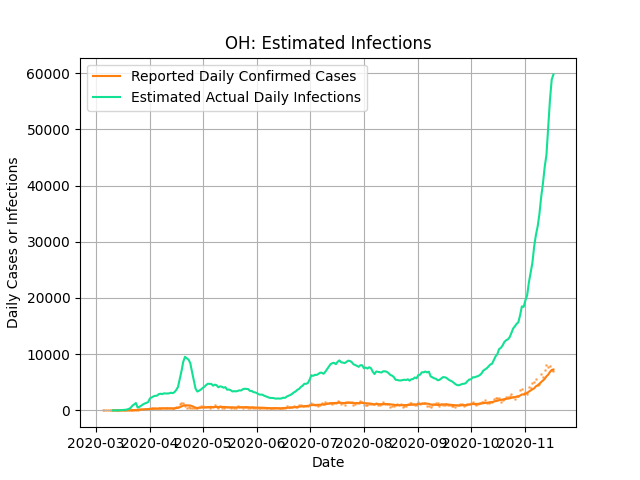 OH: Estimated Infections
Reported Daily Confirmed Cases
Estimated Actual Daily Infections
Daily Cases or Infections
60000
50000
40000
30000
20000
10000
0
2020-03 2020-04 2020-05 2020-06 2020-07 2020-08 2020-09 2020-10 2020-11
Date